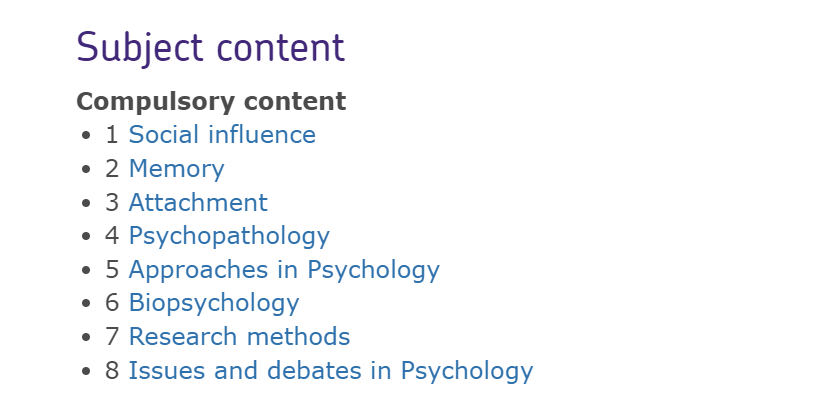 Subject content
Compulsory content
• 1 Social influence
• 2 Memory
• 3 Attachment
• 4 Psychopathology
• 5 Approaches in Psychology
• 6 Biopsychology
• 7 Research methods
• 8 Issues and debates in Psychology